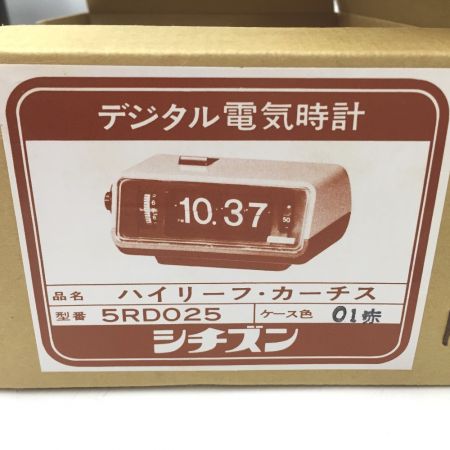 デジタル電気時計
10.37
50
品名 ハイリーフ・カーチス
型番 5RD025 ケース色 01赤
シチズン